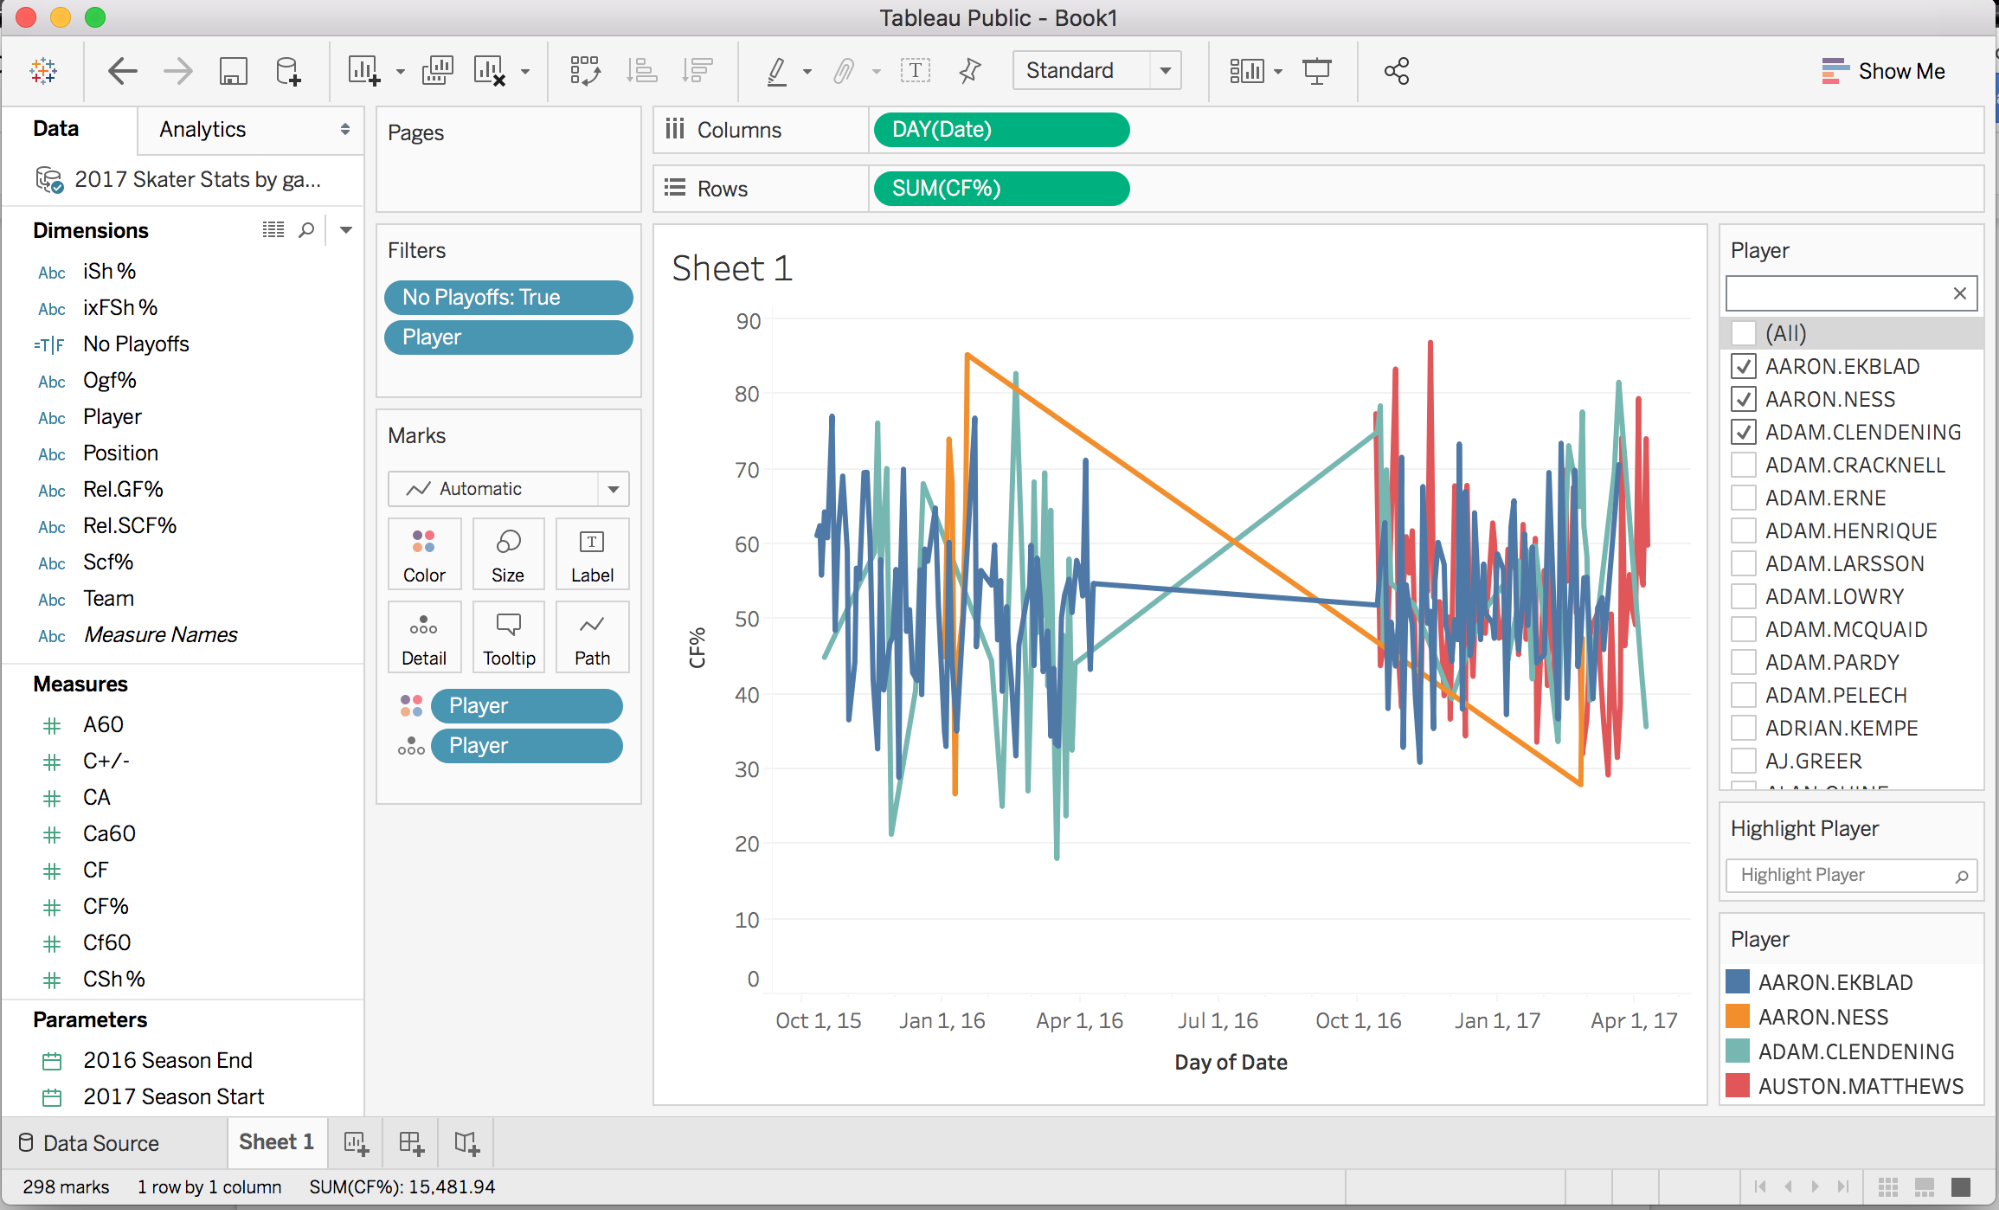 Tableau Public - Book1
Standard
Show Me
Data
Analytics
2017 Skater Stats by ga...
Dimensions
Abc iSh %
Abc ixFSh %
=T|F No Playoffs
Abc Ogf%
Abc Player
Abc Position
Abc Rel.GF%
Abc Rel.SCF%
Abc Scf%
Abc Team
Abc Measure Names
Measures
# A60
# C+/-
# CA
# Ca60
# CF
# CF%
# Cf60
# CSh %
Parameters
2016 Season End
2017 Season Start
Pages
Filters
No Playoffs: True
Player
Marks
Automatic
Color
Size
T
Label
Detail
Tooltip
Path
Player
Player
Columns
DAY(Date)
Rows
SUM(CF%)
Sheet 1
90
80
70
60
50
40
30
20
10
0
CF%
Oct 1, 15
Jan 1, 16
Apr 1, 16
Jul 1, 16
Oct 1, 16
Jan 1, 17
Apr 1, 17
Day of Date
Player
(All)
AARON.EKBLAD
AARON.NESS
ADAM.CLENDENING
ADAM.CRACKNELL
ADAM.ERNE
ADAM.HENRIQUE
ADAM.LARSSON
ADAM.LOWRY
ADAM.MCQUAID
ADAM.PARDY
ADAM.PELECH
ADRIAN.KEMPE
AJ.GREER
Highlight Player
Highlight Player
Player
AARON.EKBLAD
AARON.NESS
ADAM.CLENDENING
AUSTON.MATTHEWS
Data Source
Sheet 1
298 marks
1 row by 1 column
SUM(CF%): 15,481.94